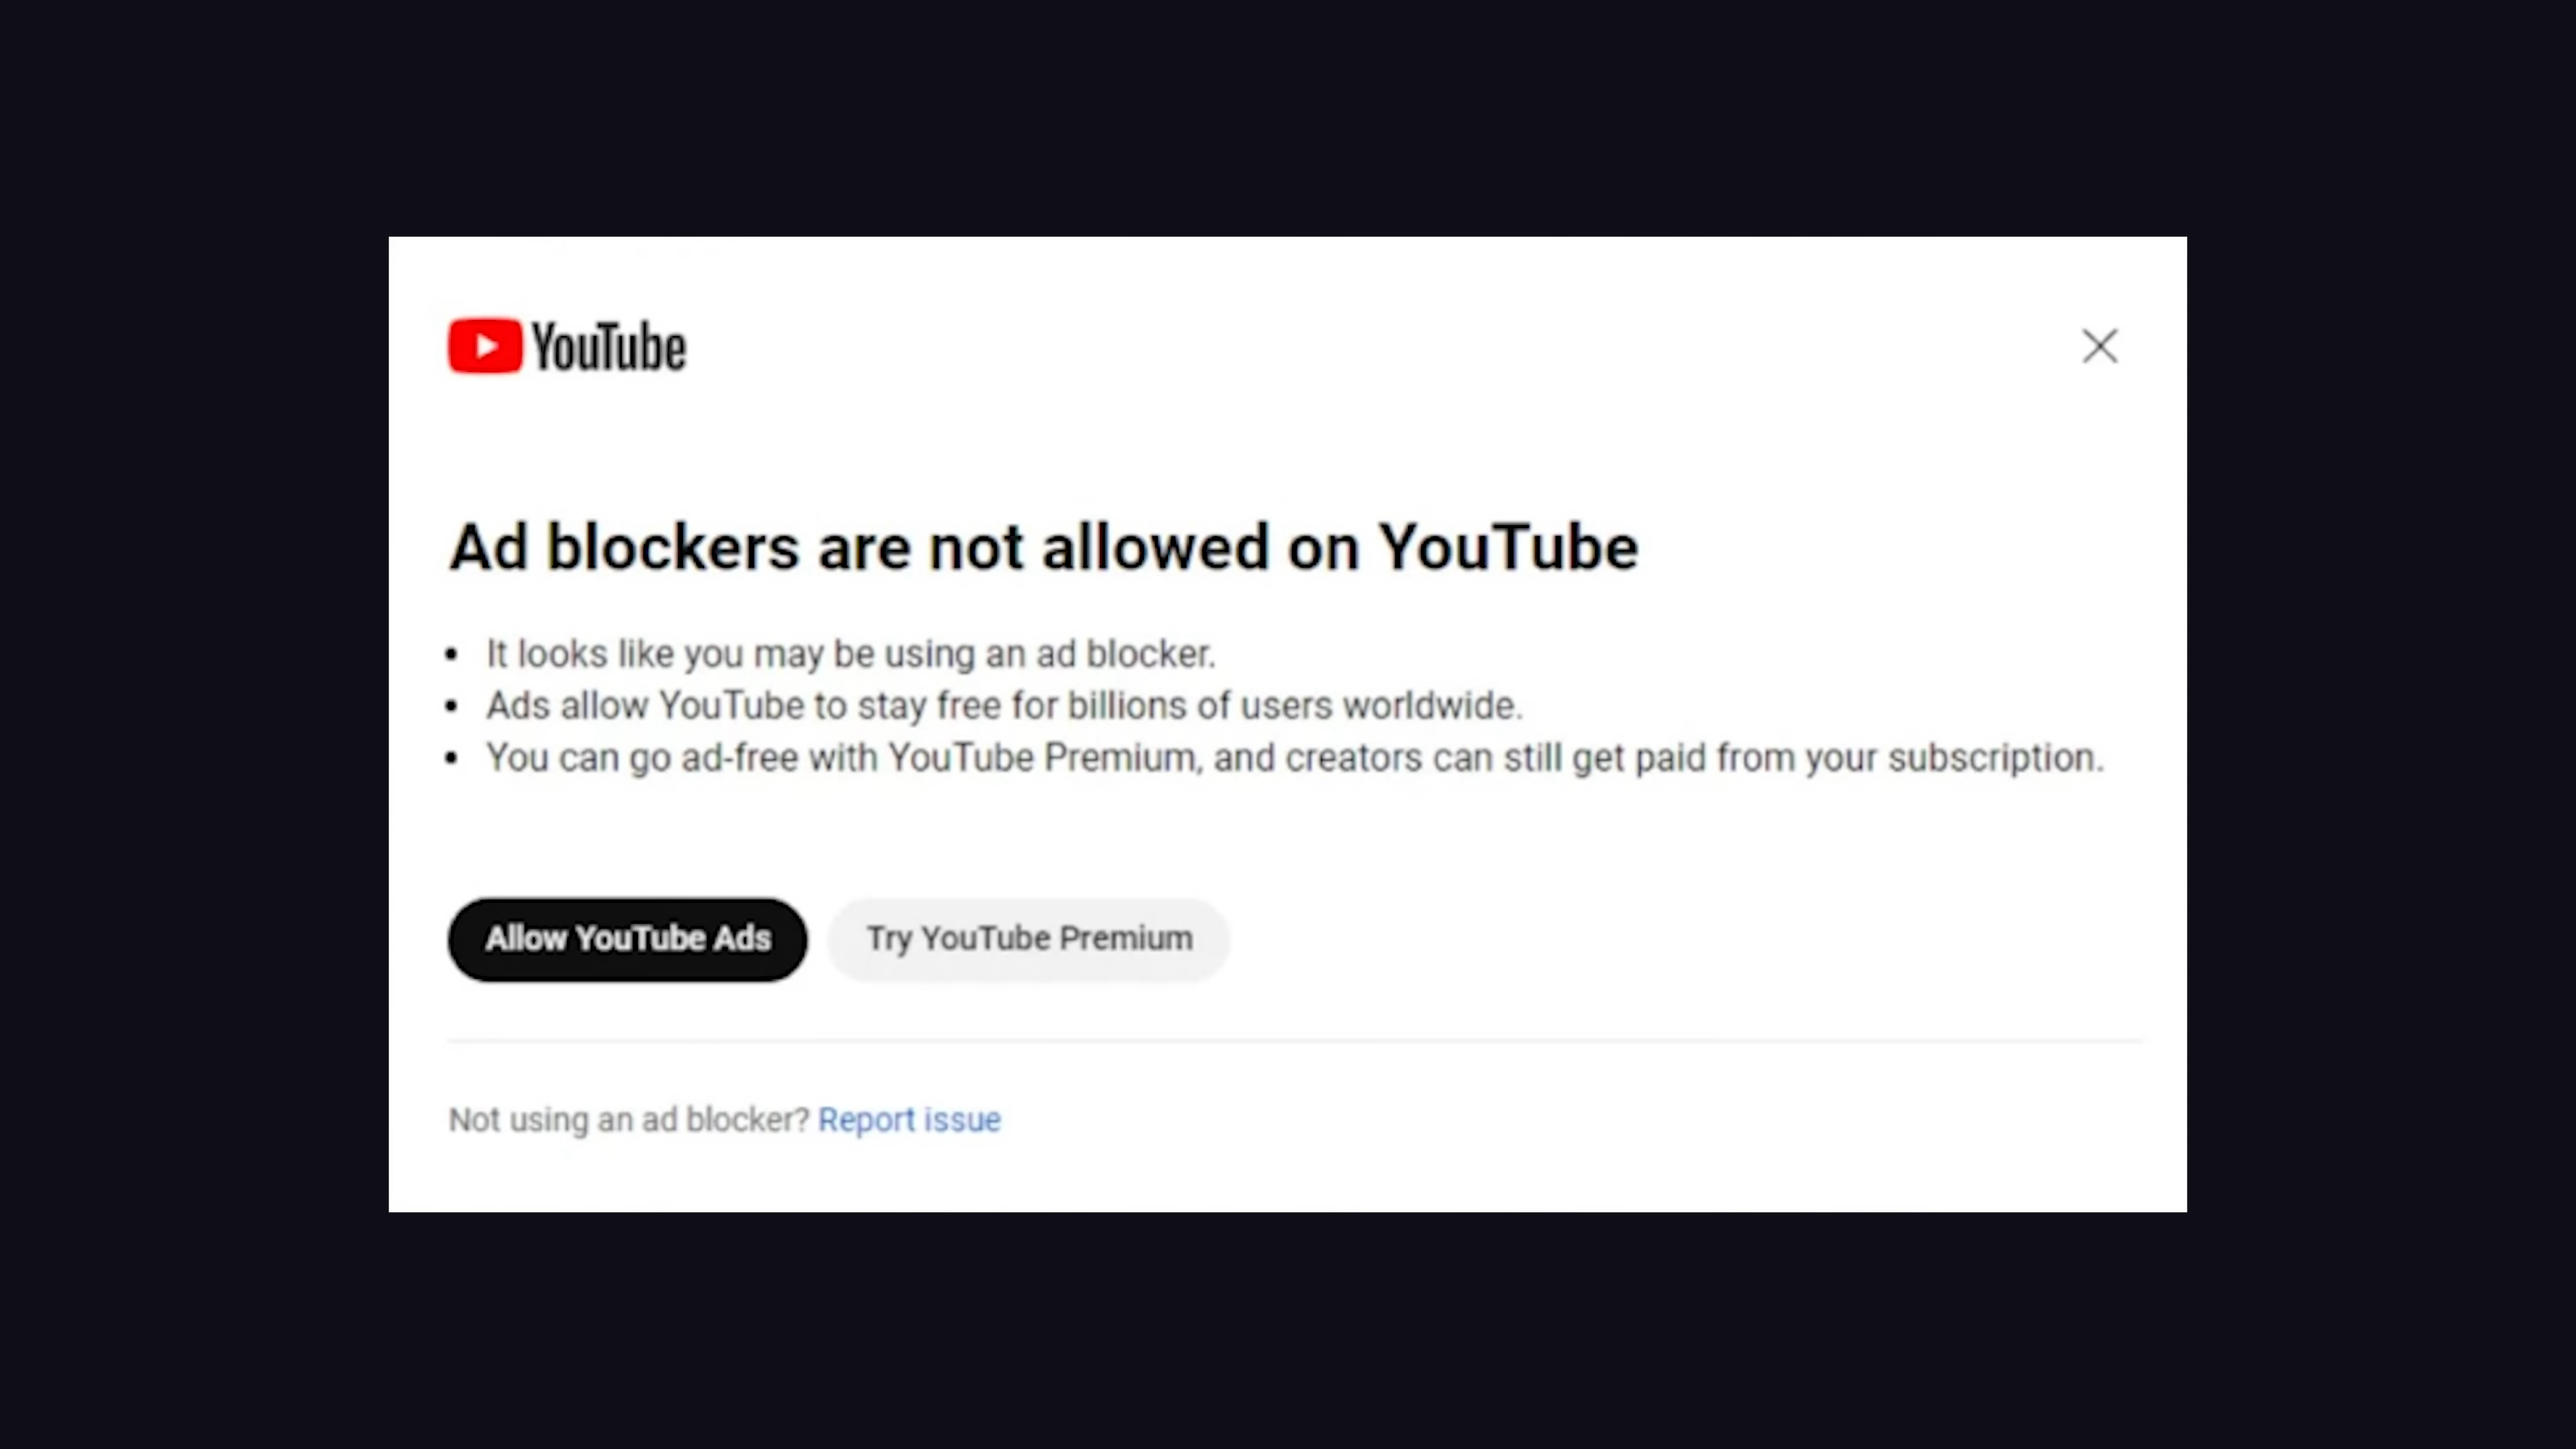 YouTube
Ad blockers are not allowed on YouTube
• It looks like you may be using an ad blocker.
• Ads allow YouTube to stay free for billions of users worldwide.
• You can go ad-free with YouTube Premium, and creators can still get paid from your subscription.
Allow YouTube Ads
Try YouTube Premium
Not using an ad blocker? Report issue